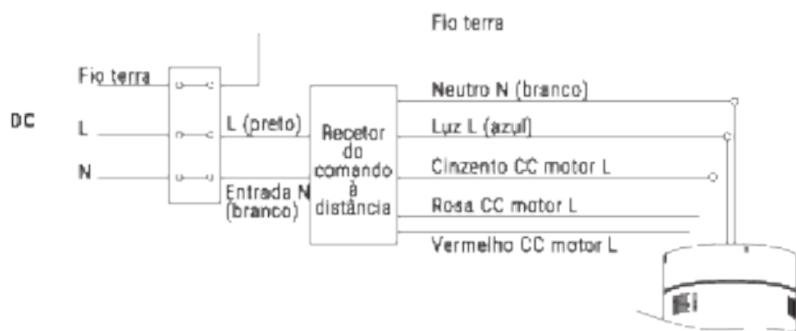 Fio terra
Fio terra
Neutro N (branco)
DC
L
L (preto)
Luz L (azul)
Recetor
do
comando
à
distância
N
Entrada N
(branco)
Cinzento CC motor L
Rosa CC motor L
Vermelho CC motor L